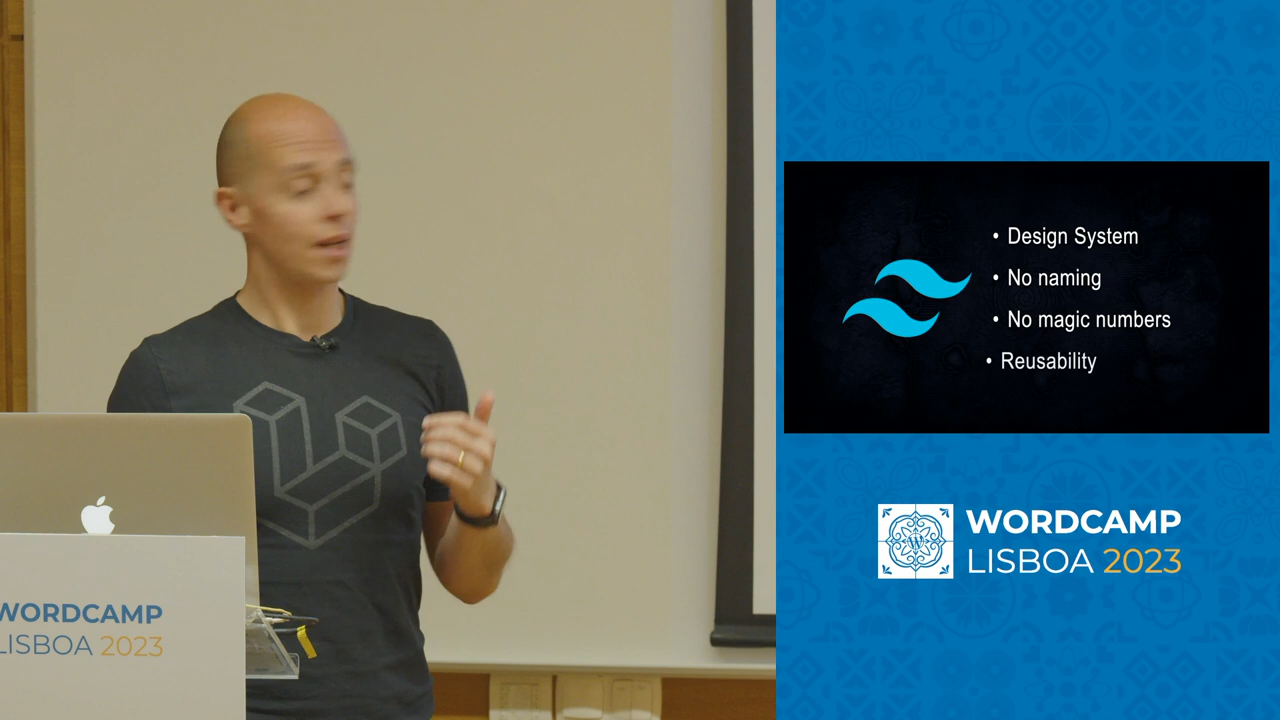 • Design System
• No naming
• No magic numbers
• Reusability
WORDCAMP
LISBOA 2023
WORDCAMP
LISBOA 2023